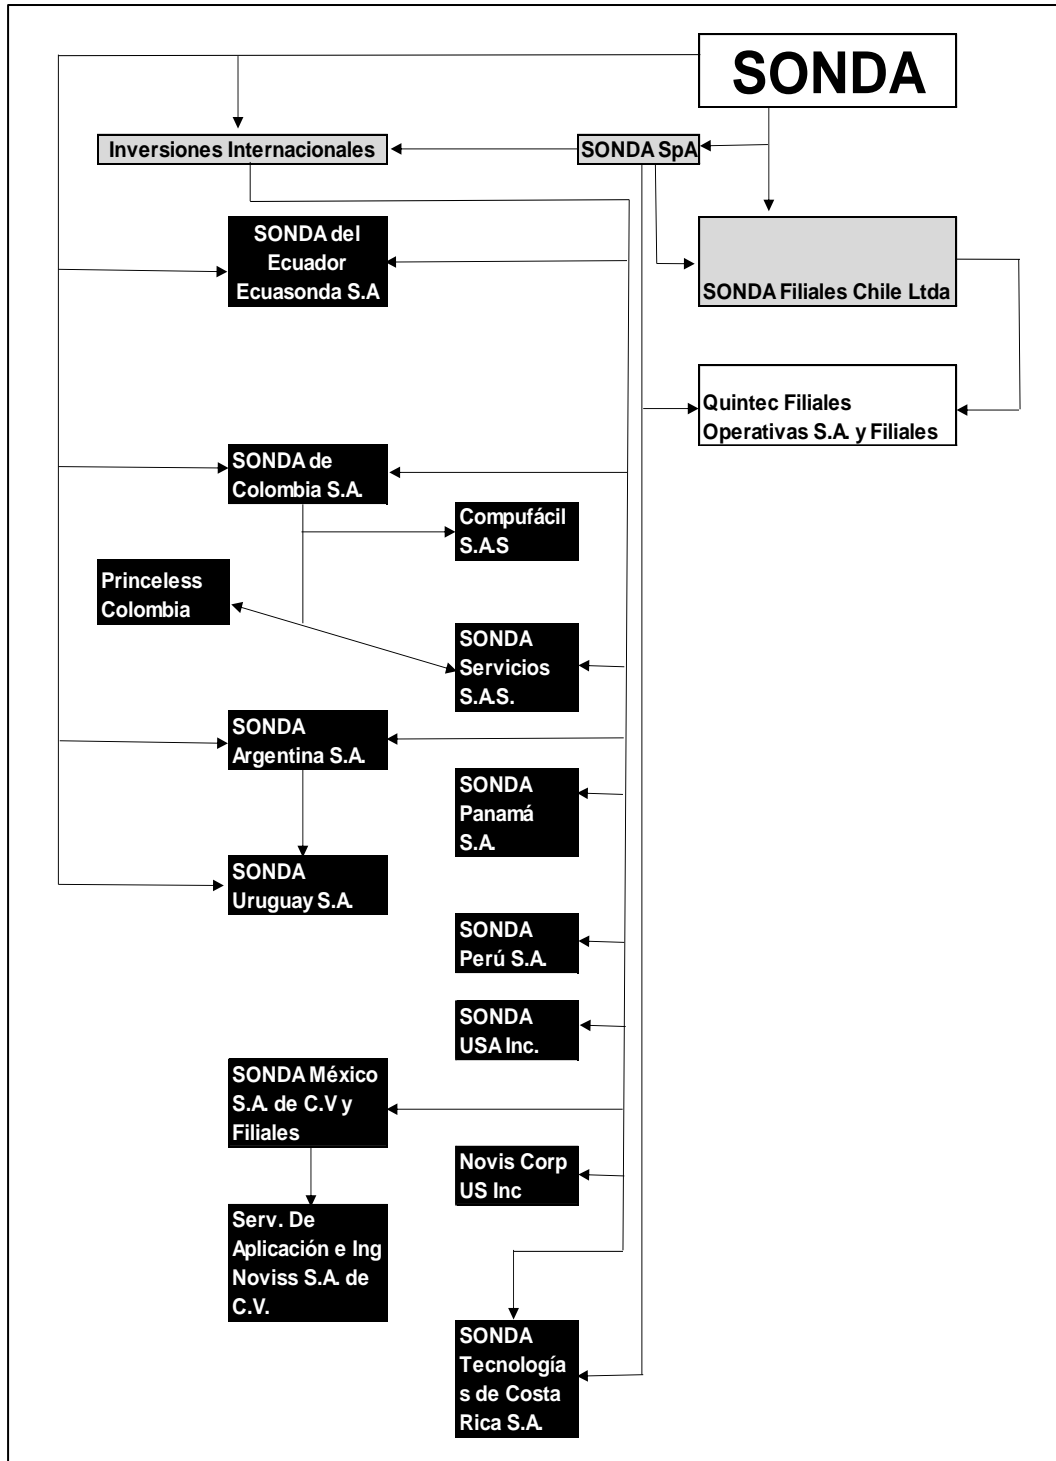 SONDA
Inversiones Internacionales
SONDA SpA
SONDA del
Ecuador
Ecuasonda S.A
SONDA Filiales Chile Ltda
Quintec Filiales
Operativas S.A. y Filiales
SONDA de
Colombia S.A.
Compufácil
S.A.S
Princeless
Colombia
SONDA
Servicios
S.A.S.
SONDA
Argentina S.A.
SONDA
Panamá
S.A.
SONDA
Uruguay S.A.
SONDA
Perú S.A.
SONDA
USA Inc.
SONDA México
S.A. de C.V y
Filiales
Novis Corp
US Inc
Serv. De
Aplicación e Ing
Noviss S.A. de
C.V.
SONDA
Tecnología
s de Costa
Rica S.A.